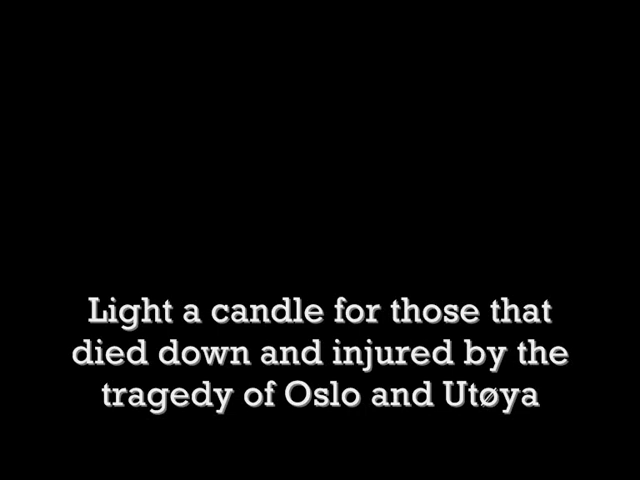 Light a candle for those that
died down and injured by the
tragedy of Oslo and Utøya